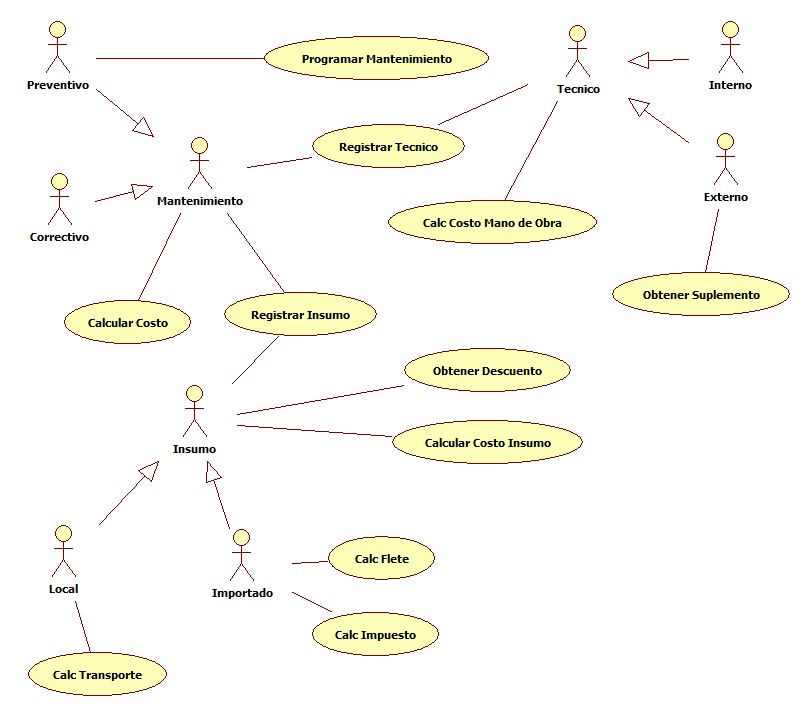 Programar Mantenimiento
Preventivo
Tecnico
Interno
Registrar Tecnico
Mantenimiento
Externo
Correctivo
Calc Costo Mano de Obra
Obtener Suplemento
Calcular Costo
Registrar Insumo
Obtener Descuento
Insumo
Calcular Costo Insumo
Calc Flete
Local
Importado
Calc Impuesto
Calc Transporte